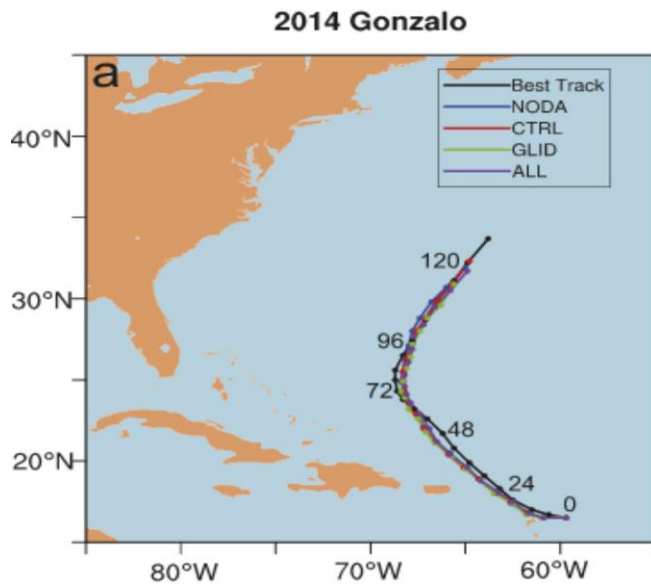 2014 Gonzalo
a
Best Track
NODA
CTRL
GLID
ALL
40°N
30°N
20°N
120
96
72
48
24
0
80°W
70°W
60°W